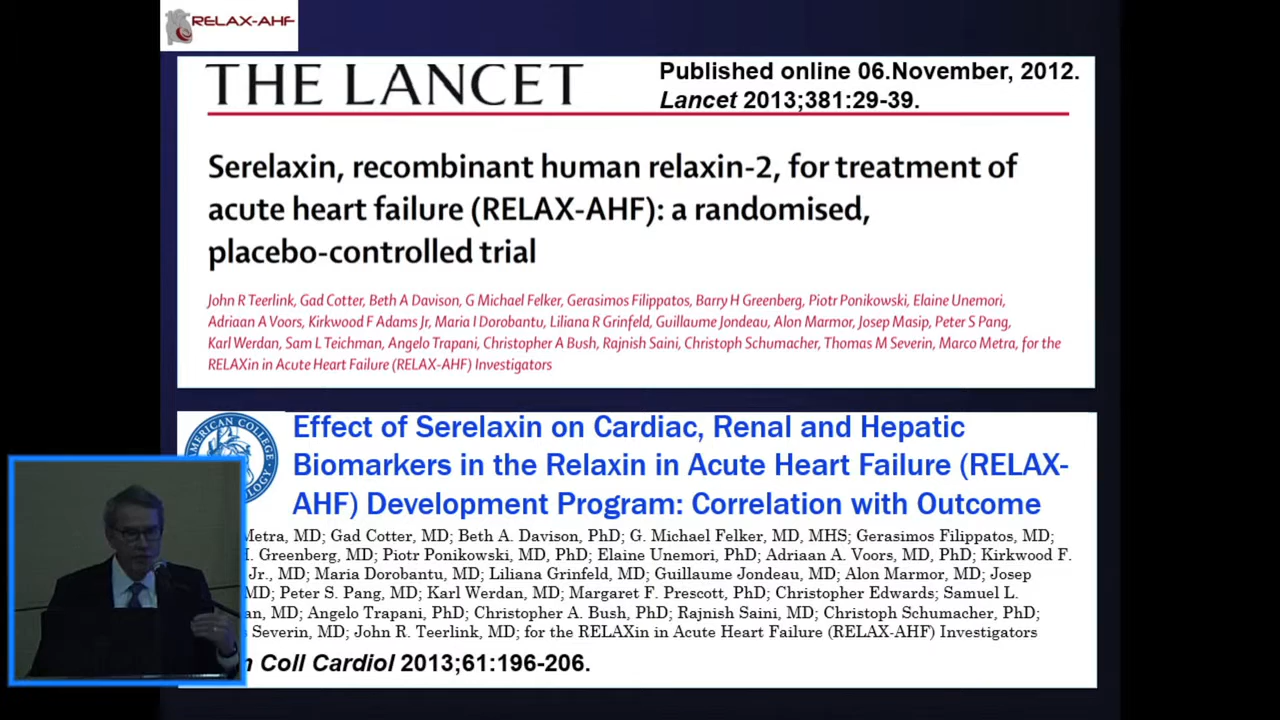 RELAX-AHF
THE LANCET
Published online 06.November, 2012.
Lancet 2013;381:29-39.
Serelaxin, recombinant human relaxin-2, for treatment of
acute heart failure (RELAX-AHF): a randomised,
placebo-controlled trial
John R Teerlink, Gad Cotter, Beth A Davison, G Michael Felker, Gerasimos Filippatos, Barry H Greenberg, Piotr Ponikowski, Elaine Unemori,
Adriaan A Voors, Kirkwood F Adams Jr, Maria I Dorobantu, Liliana R Grinfeld, Guillaume Jondeau, Alon Marmor, Josep Masip, Peter S Pang,
Karl Werdan, Sam L Teichman, Angelo Trapani, Christopher A Bush, Rajnish Saini, Christoph Schumacher, Thomas M Severin, Marco Metra, for the
RELAXin in Acute Heart Failure (RELAX-AHF) Investigators
Effect of Serelaxin on Cardiac, Renal and Hepatic
Biomarkers in the Relaxin in Acute Heart Failure (RELAX-
AHF) Development Program: Correlation with Outcome
Metra, MD; Gad Cotter, MD; Beth A. Davison, PhD; G. Michael Felker, MD, MHS; Gerasimos Filippatos, MD;
Greenberg, MD; Piotr Ponikowski, MD, PhD; Elaine Unemori, PhD; Adriaan A. Voors, MD, PhD; Kirkwood F.
Jr., MD; Maria Dorobantu, MD; Liliana Grinfeld, MD; Guillaume Jondeau, MD; Alon Marmor, MD; Josep
MD; Peter S. Pang, MD; Karl Werdan, MD; Margaret F. Prescott, PhD; Christopher Edwards; Samuel L.
MD; Angelo Trapani, PhD; Christopher A. Bush, PhD; Rajnish Saini, MD; Christoph Schumacher, PhD;
Severin, MD; John R. Teerlink, MD; for the RELAXin in Acute Heart Failure (RELAX-AHF) Investigators
Coll Cardiol 2013;61:196-206.